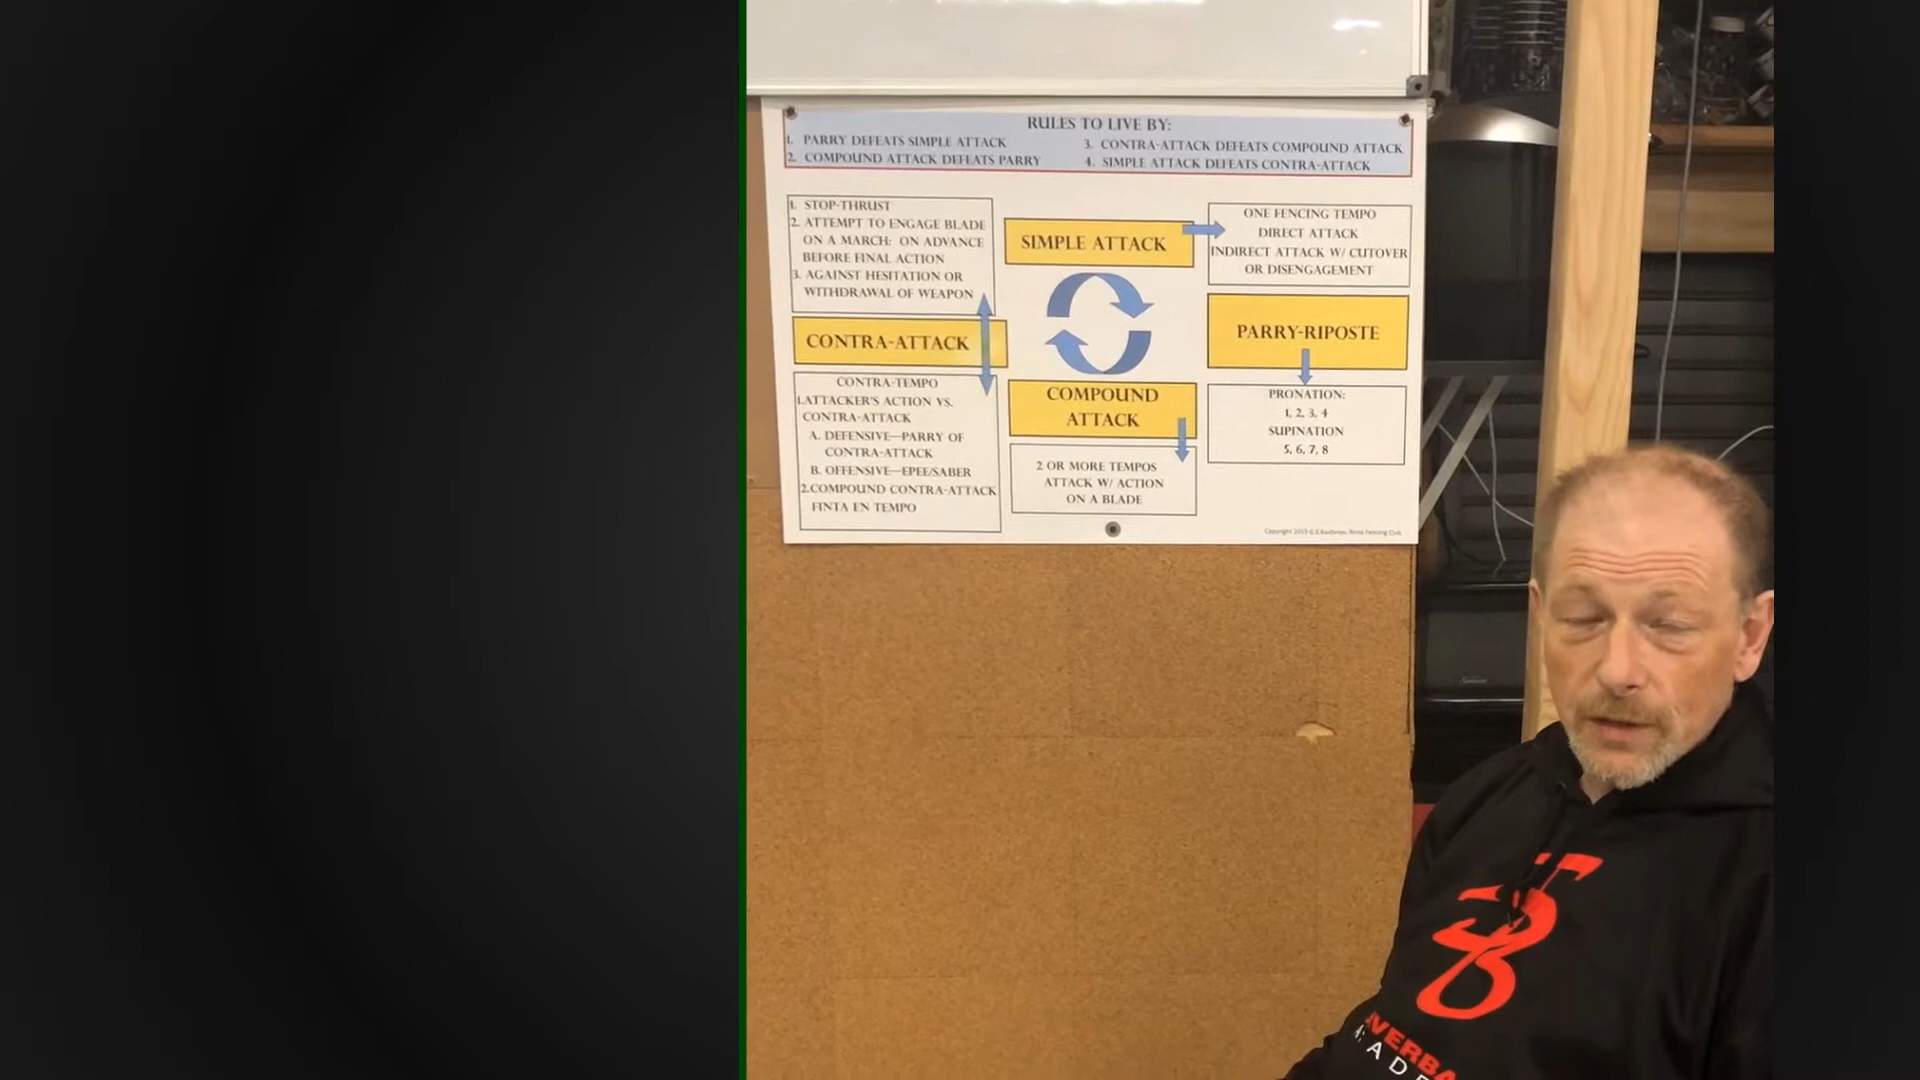 RULES TO LIVE BY:
1. PARRY DEFEATS SIMPLE ATTACK
2. COMPOUND ATTACK DEFEATS PARRY
3. CONTRA-ATTACK DEFEATS COMPOUND ATTACK
4. SIMPLE ATTACK DEFEATS CONTRA-ATTACK
1. STOP-THRUST
2. ATTEMPT TO ENGAGE BLADE
ON A MARCH: ON ADVANCE
BEFORE FINAL ACTION
3. AGAINST HESITATION OR
WITHDRAWAL OF WEAPON
SIMPLE ATTACK
ONE FENCING TEMPO
DIRECT ATTACK
INDIRECT ATTACK W/ CUTOVER
OR DISENGAGEMENT
CONTRA-ATTACK
PARRY-RIPOSTE
CONTRA-TEMPO
1.ATTACKER'S ACTION VS.
CONTRA-ATTACK
A. DEFENSIVE—PARRY OF
CONTRA-ATTACK
B. OFFENSIVE—EPEE/SABER
2.COMPOUND CONTRA-ATTACK
FINTA EN TEMPO
COMPOUND
ATTACK
2 OR MORE TEMPOS
ATTACK W/ ACTION
ON A BLADE
PRONATION:
1, 2, 3, 4
SUPINATION
5, 6, 7, 8
Copyright 2015
Fencing Club